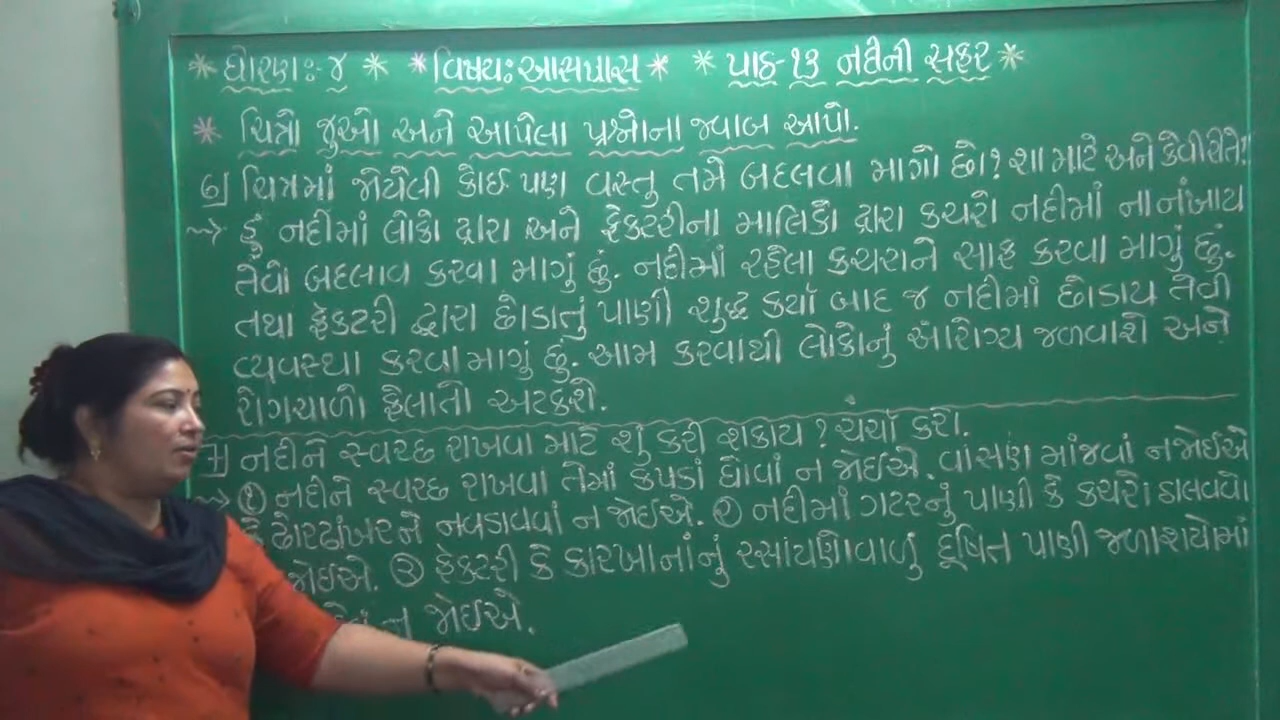 * ધોરણઃ- ૪ * * વિષયઃ આસપાસ * * પાઠ-૧૩ નદીની સફર *
* ચિત્રો જુઓ અને આપેલા પ્રશ્નોના જવાબ આપો.
૬) ચિત્રમાં જોયેલી કોઈ પણ વસ્તુ તમે બદલવા માગો છો? શા માટે અને કેવીરીતે?
→ હું નદીમાં લોકો દ્વારા અને ફેક્ટરીના માલિકો દ્વારા કચરો નદીમાં ના નંખાય
તેવો બદલાવ કરવા માગું છું. નદીમાં રહેલા કચરાને સાફ કરવા માગું છું.
તથા ફેક્ટરી દ્વારા છોડાતું પાણી શુદ્ધ કર્યા બાદ જ નદીમાં છોડાય તેવી
વ્યવસ્થા કરવા માગું છું. આમ કરવાથી લોકોનું આરોગ્ય જળવાશે અને
રોગચાળો ફેલાતો અટકશે.
૭) નદીને સ્વચ્છ રાખવા માટે શું કરી શકાય? ચર્ચા કરો.
→ ① નદીને સ્વચ્છ રાખવા તેમાં કપડાં ધોવાં ન જોઈએ. વાંસણ માંજવાં ન જોઈએ
કે ઢોરઢાંખરને નવડાવવાં ન જોઈએ. ② નદીમાં ગટરનું પાણી કે કચરો ઠાલવવો
જોઈએ. ③ ફેક્ટરી કે કારખાનાંનું રસાયણોવાળું દૂષિત પાણી જળાશયોમાં
ન જોઈએ.